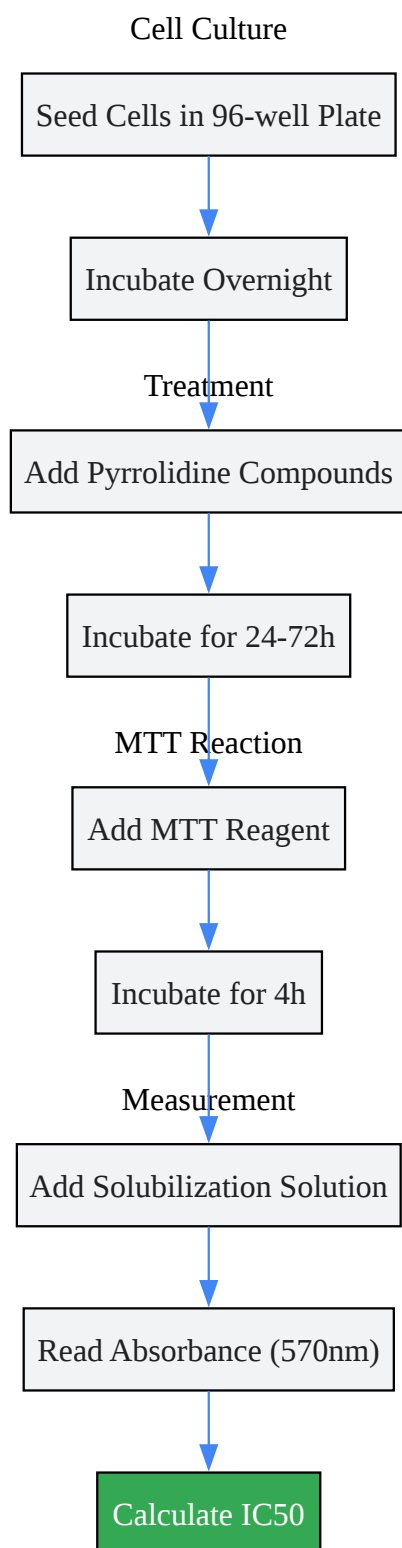 Cell Culture
Seed Cells in 96-well Plate
Incubate Overnight
Treatment
Add Pyrrolidine Compounds
Incubate for 24-72h
MTT Reaction
Add MTT Reagent
Incubate for 4h
Measurement
Add Solubilization Solution
Read Absorbance (570nm)
Calculate IC50